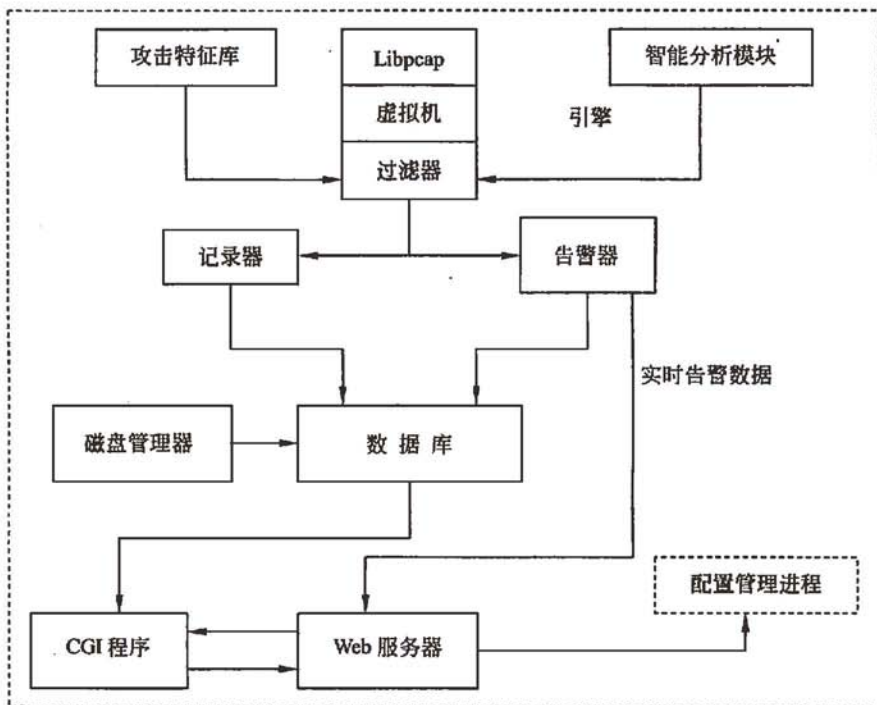 攻击特征库
Libpcap
智能分析模块
虚拟机
引擎
过滤器
记录器
告警器
实时告警数据
磁盘管理器
数据库
配置管理进程
CGI 程序
Web 服务器